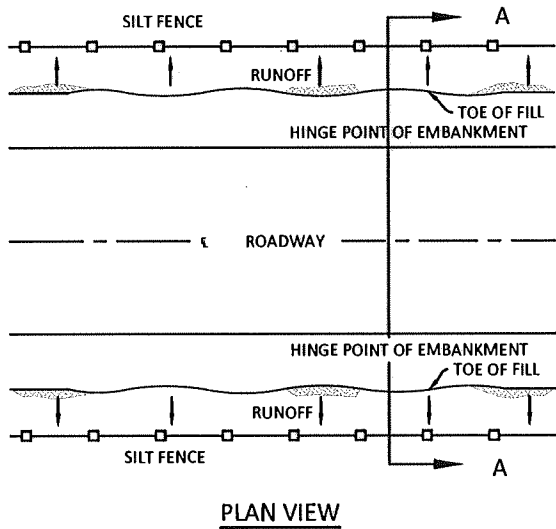 SILT FENCE
A
RUNOFF
TOE OF FILL
HINGE POINT OF EMBANKMENT
℄ ROADWAY
HINGE POINT OF EMBANKMENT
TOE OF FILL
RUNOFF
SILT FENCE
A
PLAN VIEW